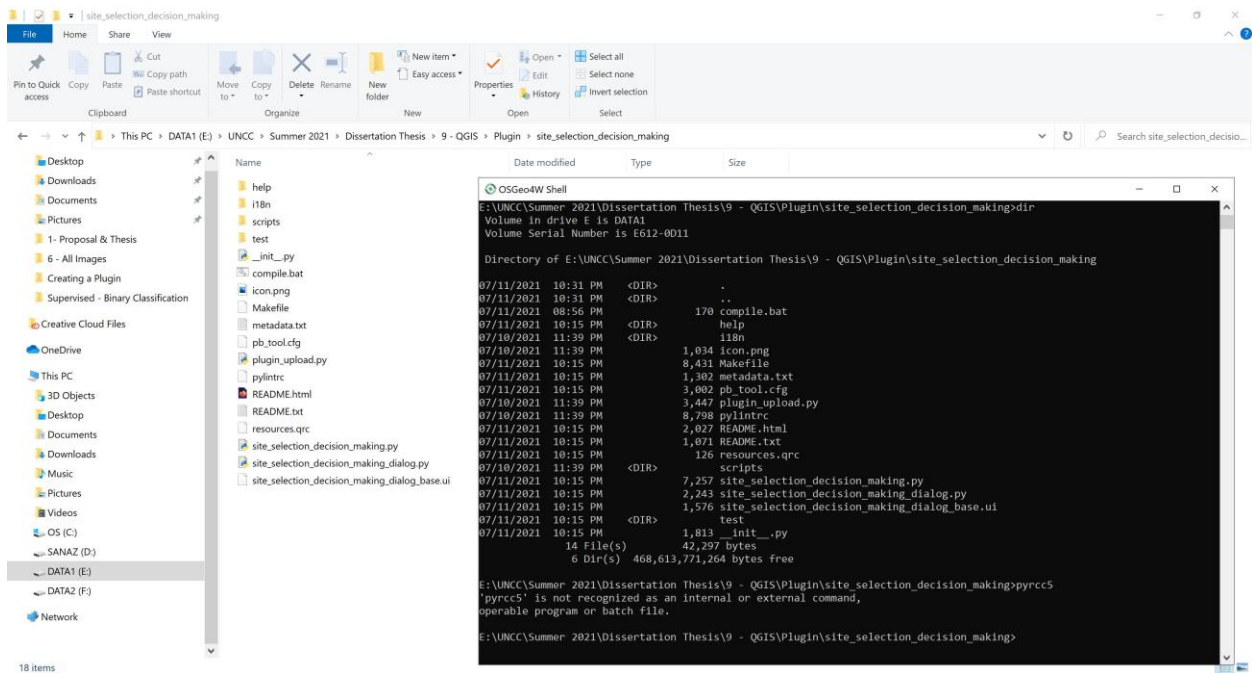 site_selection_decision_making
File Home Share View
Pin to Quick access
Copy
Paste
Cut
Copy path
Paste shortcut
Clipboard
Move to
Copy to
Delete
Rename
Organize
New folder
New item
Easy access
New
Properties
Open
Edit
History
Open
Select all
Select none
Invert selection
Select
This PC > DATA1 (E:) > UNCC > Summer 2021 > Dissertation Thesis > 9 - QGIS > Plugin > site_selection_decision_making
Search site_selection_decisio...
Desktop
Downloads
Documents
Pictures
1- Proposal & Thesis
6 - All Images
Creating a Plugin
Supervised - Binary Classification
Creative Cloud Files
OneDrive
This PC
3D Objects
Desktop
Documents
Downloads
Music
Pictures
Videos
OS (C:)
SANAZ (D:)
DATA1 (E:)
DATA2 (F:)
Network
18 items
Name Date modified Type Size
help
i18n
scripts
test
__init__.py
compile.bat
icon.png
Makefile
metadata.txt
pb_tool.cfg
plugin_upload.py
pylintrc
README.html
README.txt
resources.qrc
site_selection_decision_making.py
site_selection_decision_making_dialog.py
site_selection_decision_making_dialog_base.ui
OSGeo4W Shell
E:\UNCC\Summer 2021\Dissertation Thesis\9 - QGIS\Plugin\site_selection_decision_making>dir
Volume in drive E is DATA1
Volume Serial Number is E612-0D11
Directory of E:\UNCC\Summer 2021\Dissertation Thesis\9 - QGIS\Plugin\site_selection_decision_making
07/11/2021 10:31 PM <DIR> .
07/11/2021 10:31 PM <DIR> ..
07/11/2021 08:56 PM 170 compile.bat
07/11/2021 10:15 PM <DIR> help
07/10/2021 11:39 PM <DIR> i18n
07/10/2021 11:39 PM 1,034 icon.png
07/11/2021 10:15 PM 8,431 Makefile
07/11/2021 10:15 PM 1,302 metadata.txt
07/11/2021 10:15 PM 3,002 pb_tool.cfg
07/10/2021 11:39 PM 3,447 plugin_upload.py
07/10/2021 11:39 PM 8,798 pylintrc
07/11/2021 10:15 PM 2,027 README.html
07/11/2021 10:15 PM 1,071 README.txt
07/11/2021 10:15 PM 126 resources.qrc
07/10/2021 11:39 PM <DIR> scripts
07/11/2021 10:15 PM 7,257 site_selection_decision_making.py
07/11/2021 10:15 PM 2,243 site_selection_decision_making_dialog.py
07/11/2021 10:15 PM 1,576 site_selection_decision_making_dialog_base.ui
07/11/2021 10:15 PM <DIR> test
07/11/2021 10:15 PM 1,813 __init__.py
14 File(s) 42,297 bytes
6 Dir(s) 468,613,771,264 bytes free
E:\UNCC\Summer 2021\Dissertation Thesis\9 - QGIS\Plugin\site_selection_decision_making>pyrcc5
'pyrcc5' is not recognized as an internal or external command,
operable program or batch file.
E:\UNCC\Summer 2021\Dissertation Thesis\9 - QGIS\Plugin\site_selection_decision_making>